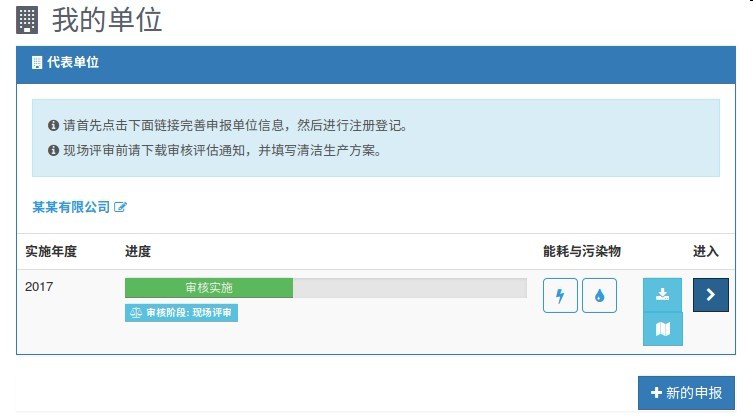 我的单位
代表单位
请首先点击下面链接完善申报单位信息，然后进行注册登记。
现场评审前请下载审核评估通知，并填写清洁生产方案。
某某有限公司
实施年度 进度 能耗与污染物 进入
2017 审核实施
审核阶段: 现场评审
新的申报